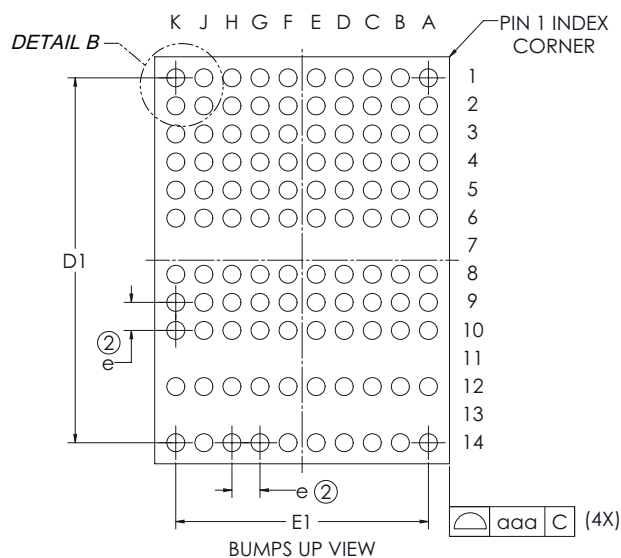 K J H G F E D C B A
PIN 1 INDEX
CORNER
DETAIL B
1
2
3
4
5
6
7
8
9
10
11
12
13
14
D1
②
e
e ②
E1
aaa C (4X)
BUMPS UP VIEW